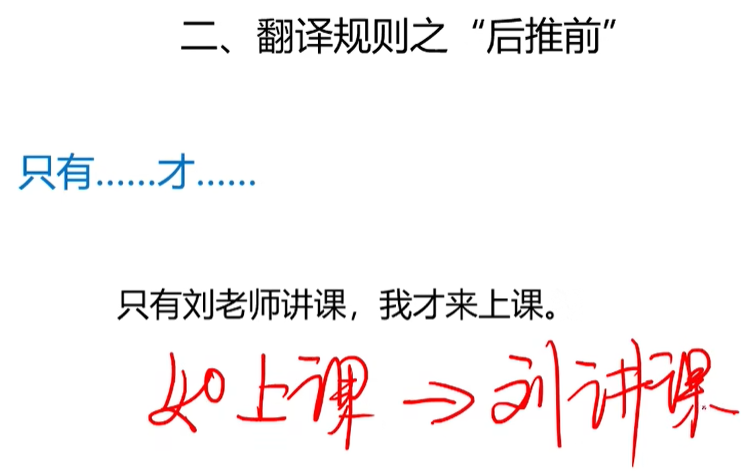 二、翻译规则之“后推前”
只有......才......
只有刘老师讲课，我才来上课。
如上课 → 刘讲课